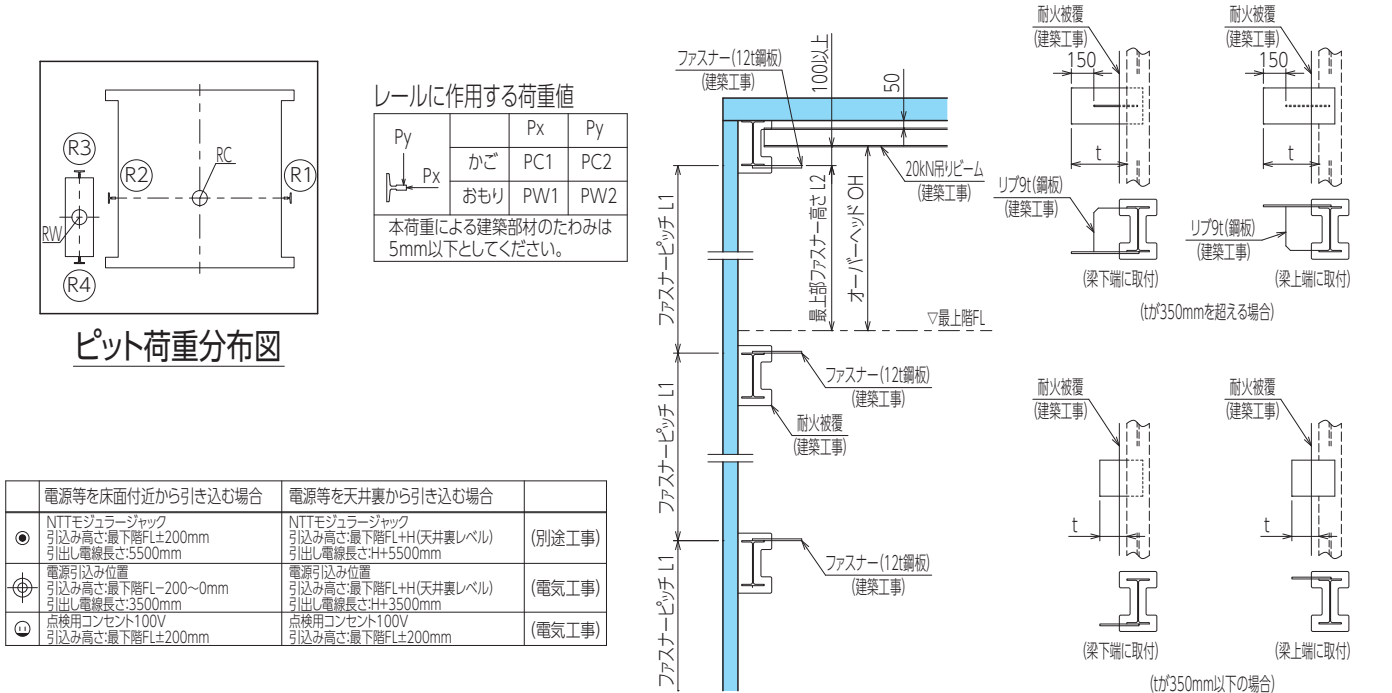 R3
R2
RC
R1
RW
R4
ピット荷重分布図
レールに作用する荷重値
Py
Px
Px Py
かご PC1 PC2
おもり PW1 PW2
本荷重による建築部材のたわみは
5mm以下としてください。
電源等を床面付近から引き込む場合 電源等を天井裏から引き込む場合
NTTモジュラージャック
引込み高さ:最下階FL±200mm
引出し電線長さ:5500mm
NTTモジュラージャック
引込み高さ:最下階FL+H(天井裏レベル)
引出し電線長さ:H+5500mm
(別途工事)
電源引込み位置
引込み高さ:最下階FL−200〜0mm
引出し電線長さ:3500mm
電源引込み位置
引込み高さ:最下階FL+H(天井裏レベル)
引出し電線長さ:H+3500mm
(電気工事)
点検用コンセント100V
引込み高さ:最下階FL±200mm
点検用コンセント100V
引込み高さ:最下階FL±200mm
(電気工事)
ファスナー(12t鋼板)
(建築工事)
100以上
50
20kN吊りビーム
(建築工事)
ファスナーピッチ L1
最上部ファスナー高さ L2
オーバーヘッド OH
▽最上階FL
ファスナー(12t鋼板)
(建築工事)
耐火被覆
(建築工事)
ファスナーピッチ L1
ファスナー(12t鋼板)
(建築工事)
ファスナーピッチ L1
耐火被覆
(建築工事)
150
t
リブ9t(鋼板)
(建築工事)
(梁下端に取付)
耐火被覆
(建築工事)
150
t
リブ9t(鋼板)
(建築工事)
(梁上端に取付)
(tが350mmを超える場合)
耐火被覆
(建築工事)
t
(梁下端に取付)
耐火被覆
(建築工事)
t
(梁上端に取付)
(tが350mm以下の場合)